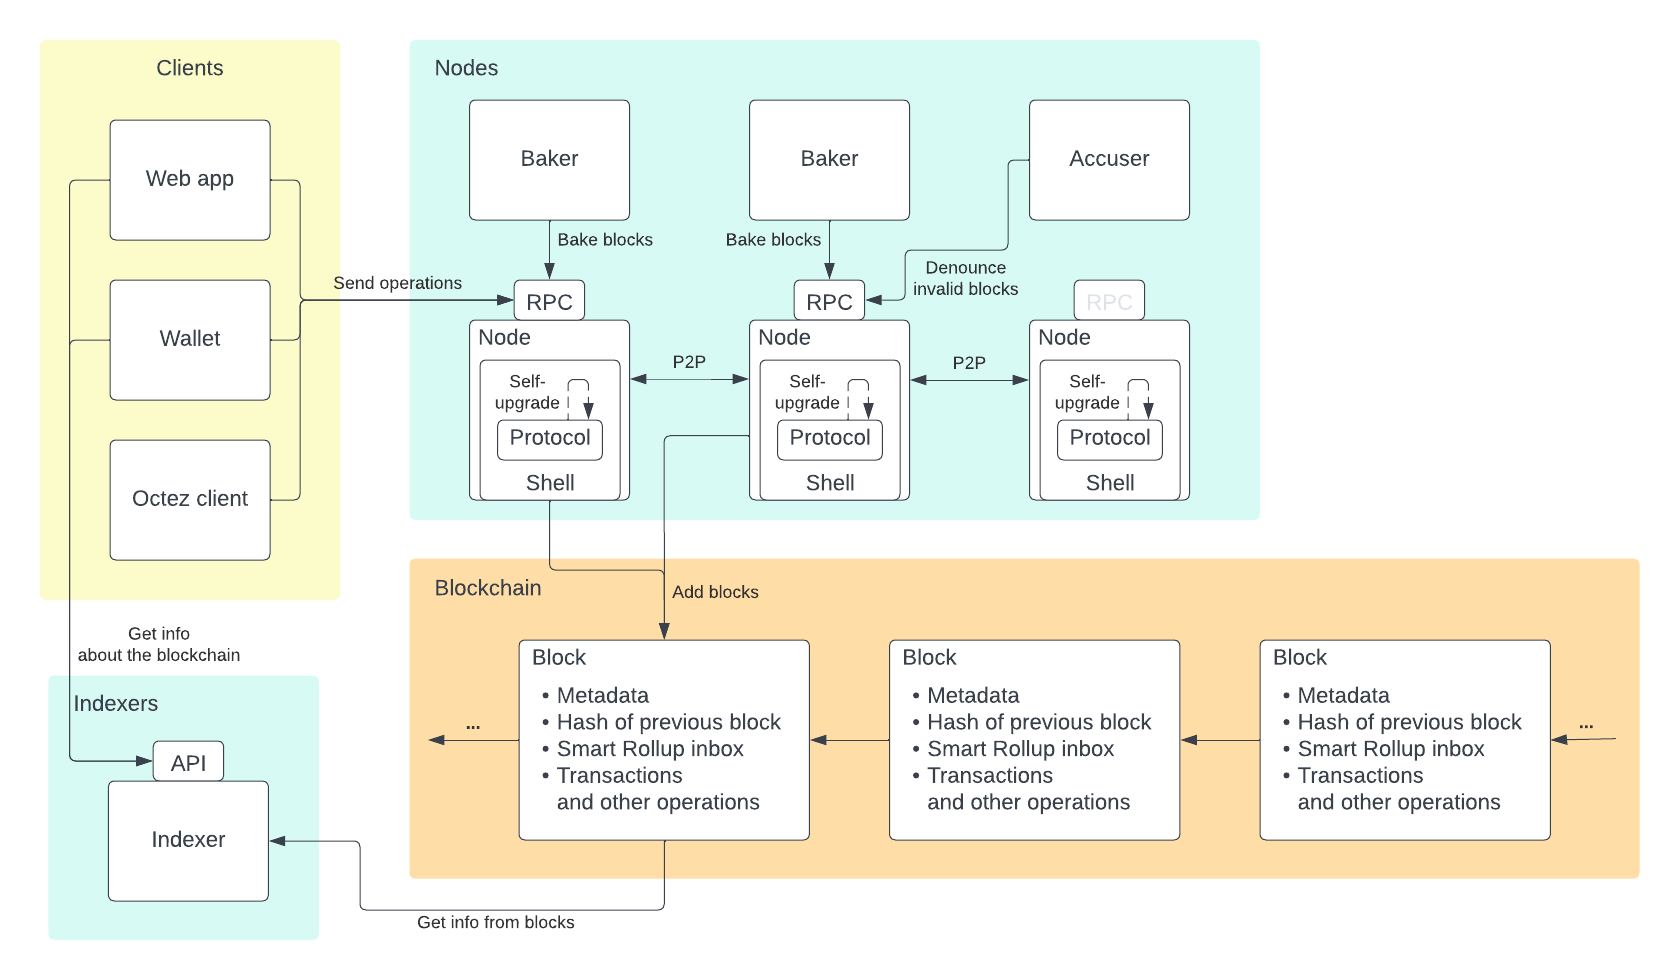 Clients
Web app
Wallet
Octez client
Send operations
Get info
about the blockchain
Indexers
API
Indexer
Get info from blocks
Nodes
Baker
Baker
Accuser
Bake blocks
Bake blocks
Denounce
invalid blocks
RPC
RPC
RPC
Node
Self-
upgrade
Protocol
Shell
P2P
Node
Self-
upgrade
Protocol
Shell
P2P
Node
Self-
upgrade
Protocol
Shell
Blockchain
Add blocks
...
Block
• Metadata
• Hash of previous block
• Smart Rollup inbox
• Transactions
and other operations
Block
• Metadata
• Hash of previous block
• Smart Rollup inbox
• Transactions
and other operations
Block
• Metadata
• Hash of previous block
• Smart Rollup inbox
• Transactions
and other operations
...